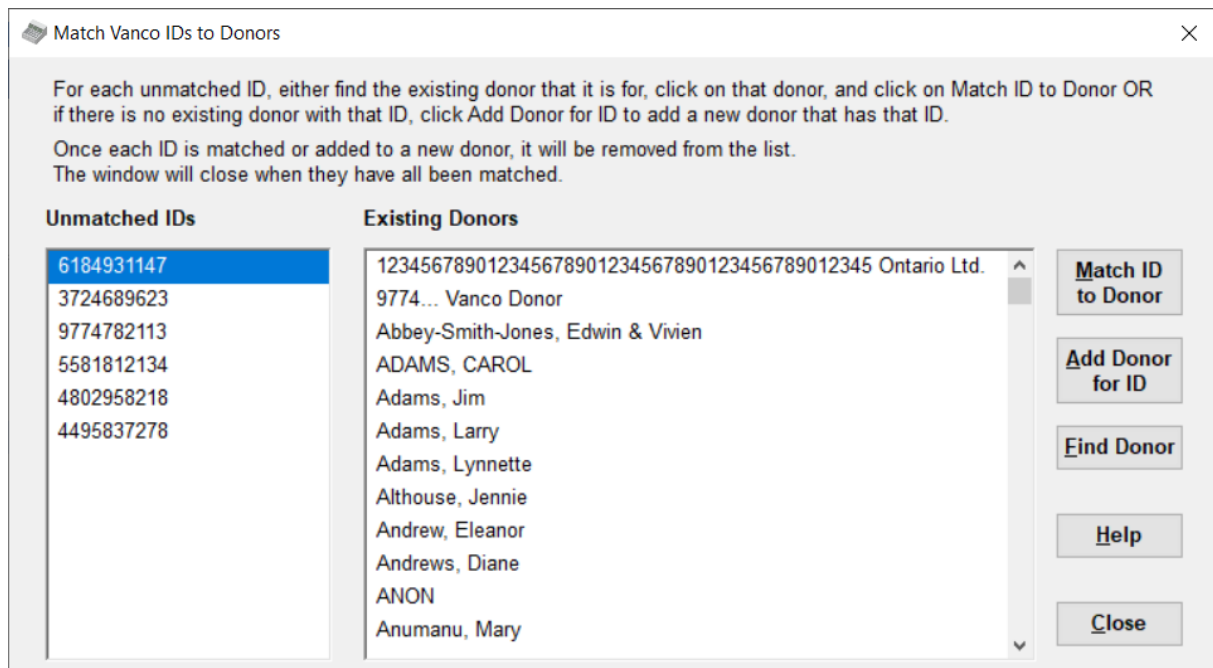 Match Vanco IDs to Donors
For each unmatched ID, either find the existing donor that it is for, click on that donor, and click on Match ID to Donor OR
if there is no existing donor with that ID, click Add Donor for ID to add a new donor that has that ID.
Once each ID is matched or added to a new donor, it will be removed from the list.
The window will close when they have all been matched.
Unmatched IDs
6184931147
3724689623
9774782113
5581812134
4802958218
4495837278
Existing Donors
123456789012345678901234567890123456789012345 Ontario Ltd.
9774... Vanco Donor
Abbey-Smith-Jones, Edwin & Vivien
ADAMS, CAROL
Adams, Jim
Adams, Larry
Adams, Lynnette
Althouse, Jennie
Andrew, Eleanor
Andrews, Diane
ANON
Anumanu, Mary
Match ID
to Donor
Add Donor
for ID
Find Donor
Help
Close